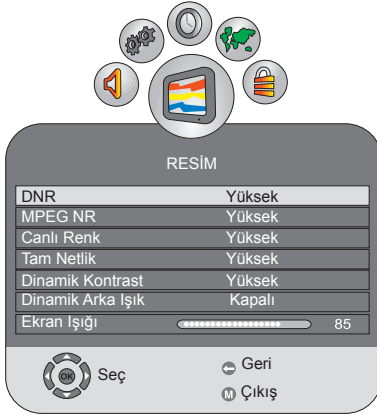 RESİM
DNR Yüksek
MPEG NR Yüksek
Canlı Renk Yüksek
Tam Netlik Yüksek
Dinamik Kontrast Yüksek
Dinamik Arka Işık Kapalı
Ekran Işığı 85
OK Seç
Geri
M Çıkış